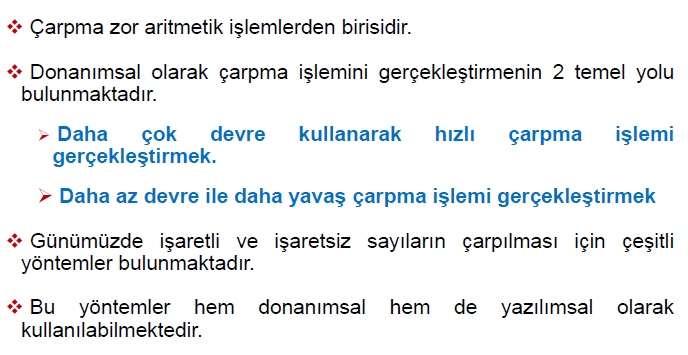 ❖ Çarpma zor aritmetik işlemlerden birisidir.
❖ Donanımsal olarak çarpma işlemini gerçekleştirmenin 2 temel yolu
bulunmaktadır.
➢ Daha çok devre kullanarak hızlı çarpma işlemi
gerçekleştirmek.
➢ Daha az devre ile daha yavaş çarpma işlemi gerçekleştirmek
❖ Günümüzde işaretli ve işaretsiz sayıların çarpılması için çeşitli
yöntemler bulunmaktadır.
❖ Bu yöntemler hem donanımsal hem de yazılımsal olarak
kullanılabilmektedir.